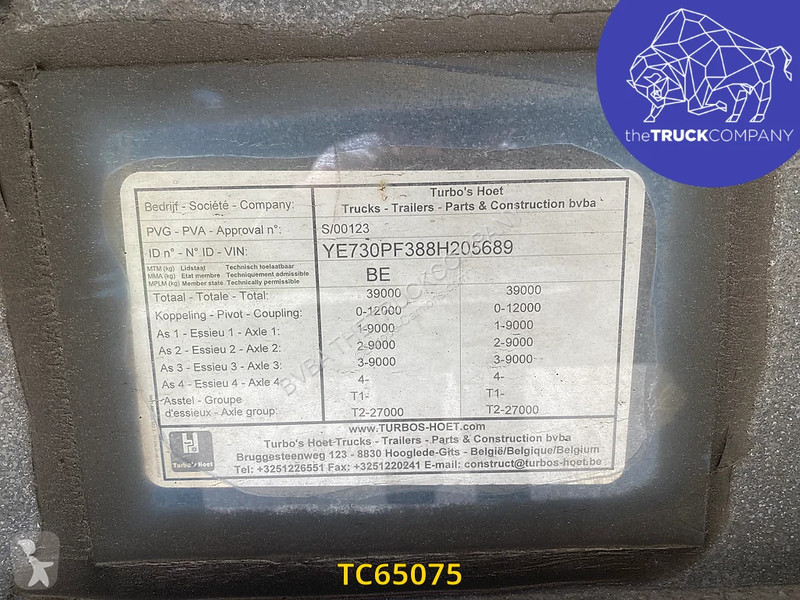 theTRUCKCOMPANY
Bedrijf - Société - Company: Turbo's Hoet
Trucks - Trailers - Parts & Construction bvba
PVG - PVA - Approval n°: S/00123
ID n° - N° ID - VIN: YE730PF388H205689
MTM (kg) Lidstaat Technisch toelaatbaar
MMA (kg) Etat membre Techniquement admissible
MPLM (kg) Member state Technically permissible
BE
Totaal - Totale - Total: 39000 39000
Koppeling - Pivot - Coupling: 0-12000 0-12000
As 1 - Essieu 1 - Axle 1: 1-9000 1-9000
As 2 - Essieu 2 - Axle 2: 2-9000 2-9000
As 3 - Essieu 3 - Axle 3: 3-9000 3-9000
As 4 - Essieu 4 - Axle 4: 4- 4-
Asstel - Groupe T1- T1-
d'essieux - Axle group: T2-27000 T2-27000
www.TURBOS-HOET.com
Turbo's Hoet Trucks - Trailers - Parts & Construction bvba
Bruggesteenweg 123 - 8830 Hooglede-Gits - België/Belgique/Belgium
Tel: +3251226551 Fax: +3251220241 E-mail: construct@turbos-hoet.be
Turbo's Hoet
BVBA THE TRUCK COMPANY
TC65075